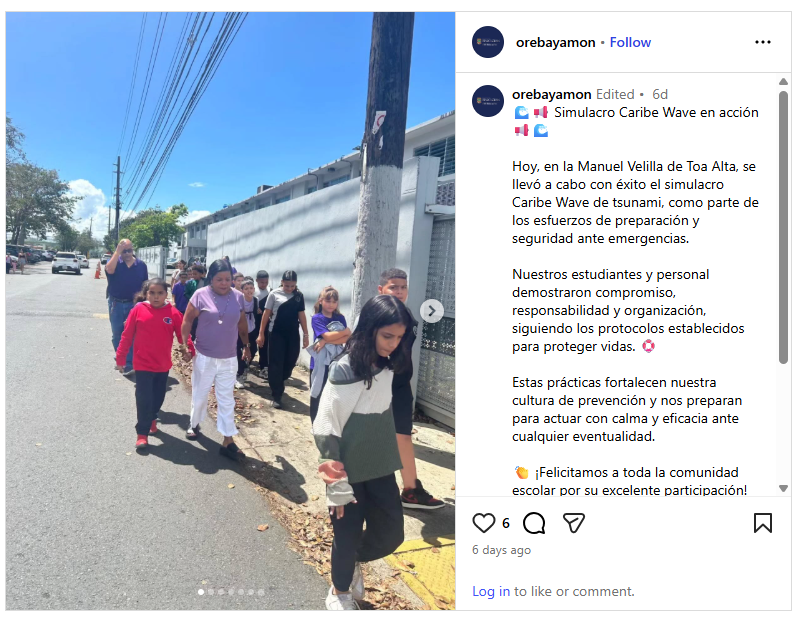 orebayamon • Follow
orebayamon Edited • 6d
🌊 📢 Simulacro Caribe Wave en acción
📢 🌊
Hoy, en la Manuel Velilla de Toa Alta, se
llevó a cabo con éxito el simulacro
Caribe Wave de tsunami, como parte de
los esfuerzos de preparación y
seguridad ante emergencias.
Nuestros estudiantes y personal
demostraron compromiso,
responsabilidad y organización,
siguiendo los protocolos establecidos
para proteger vidas. 🛟
Estas prácticas fortalecen nuestra
cultura de prevención y nos preparan
para actuar con calma y eficacia ante
cualquier eventualidad.
👏 ¡Felicitamos a toda la comunidad
escolar por su excelente participación!
6
6 days ago
Log in to like or comment.